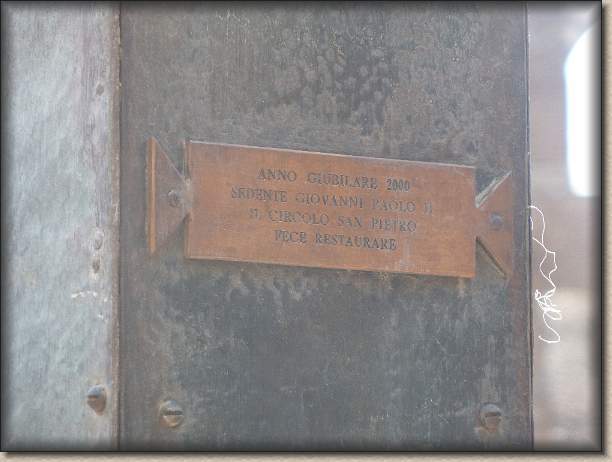 ANNO GIUBILARE 2000
SEDENTE GIOVANNI PAOLO II
IL CIRCOLO SAN PIETRO
FECE RESTAURARE